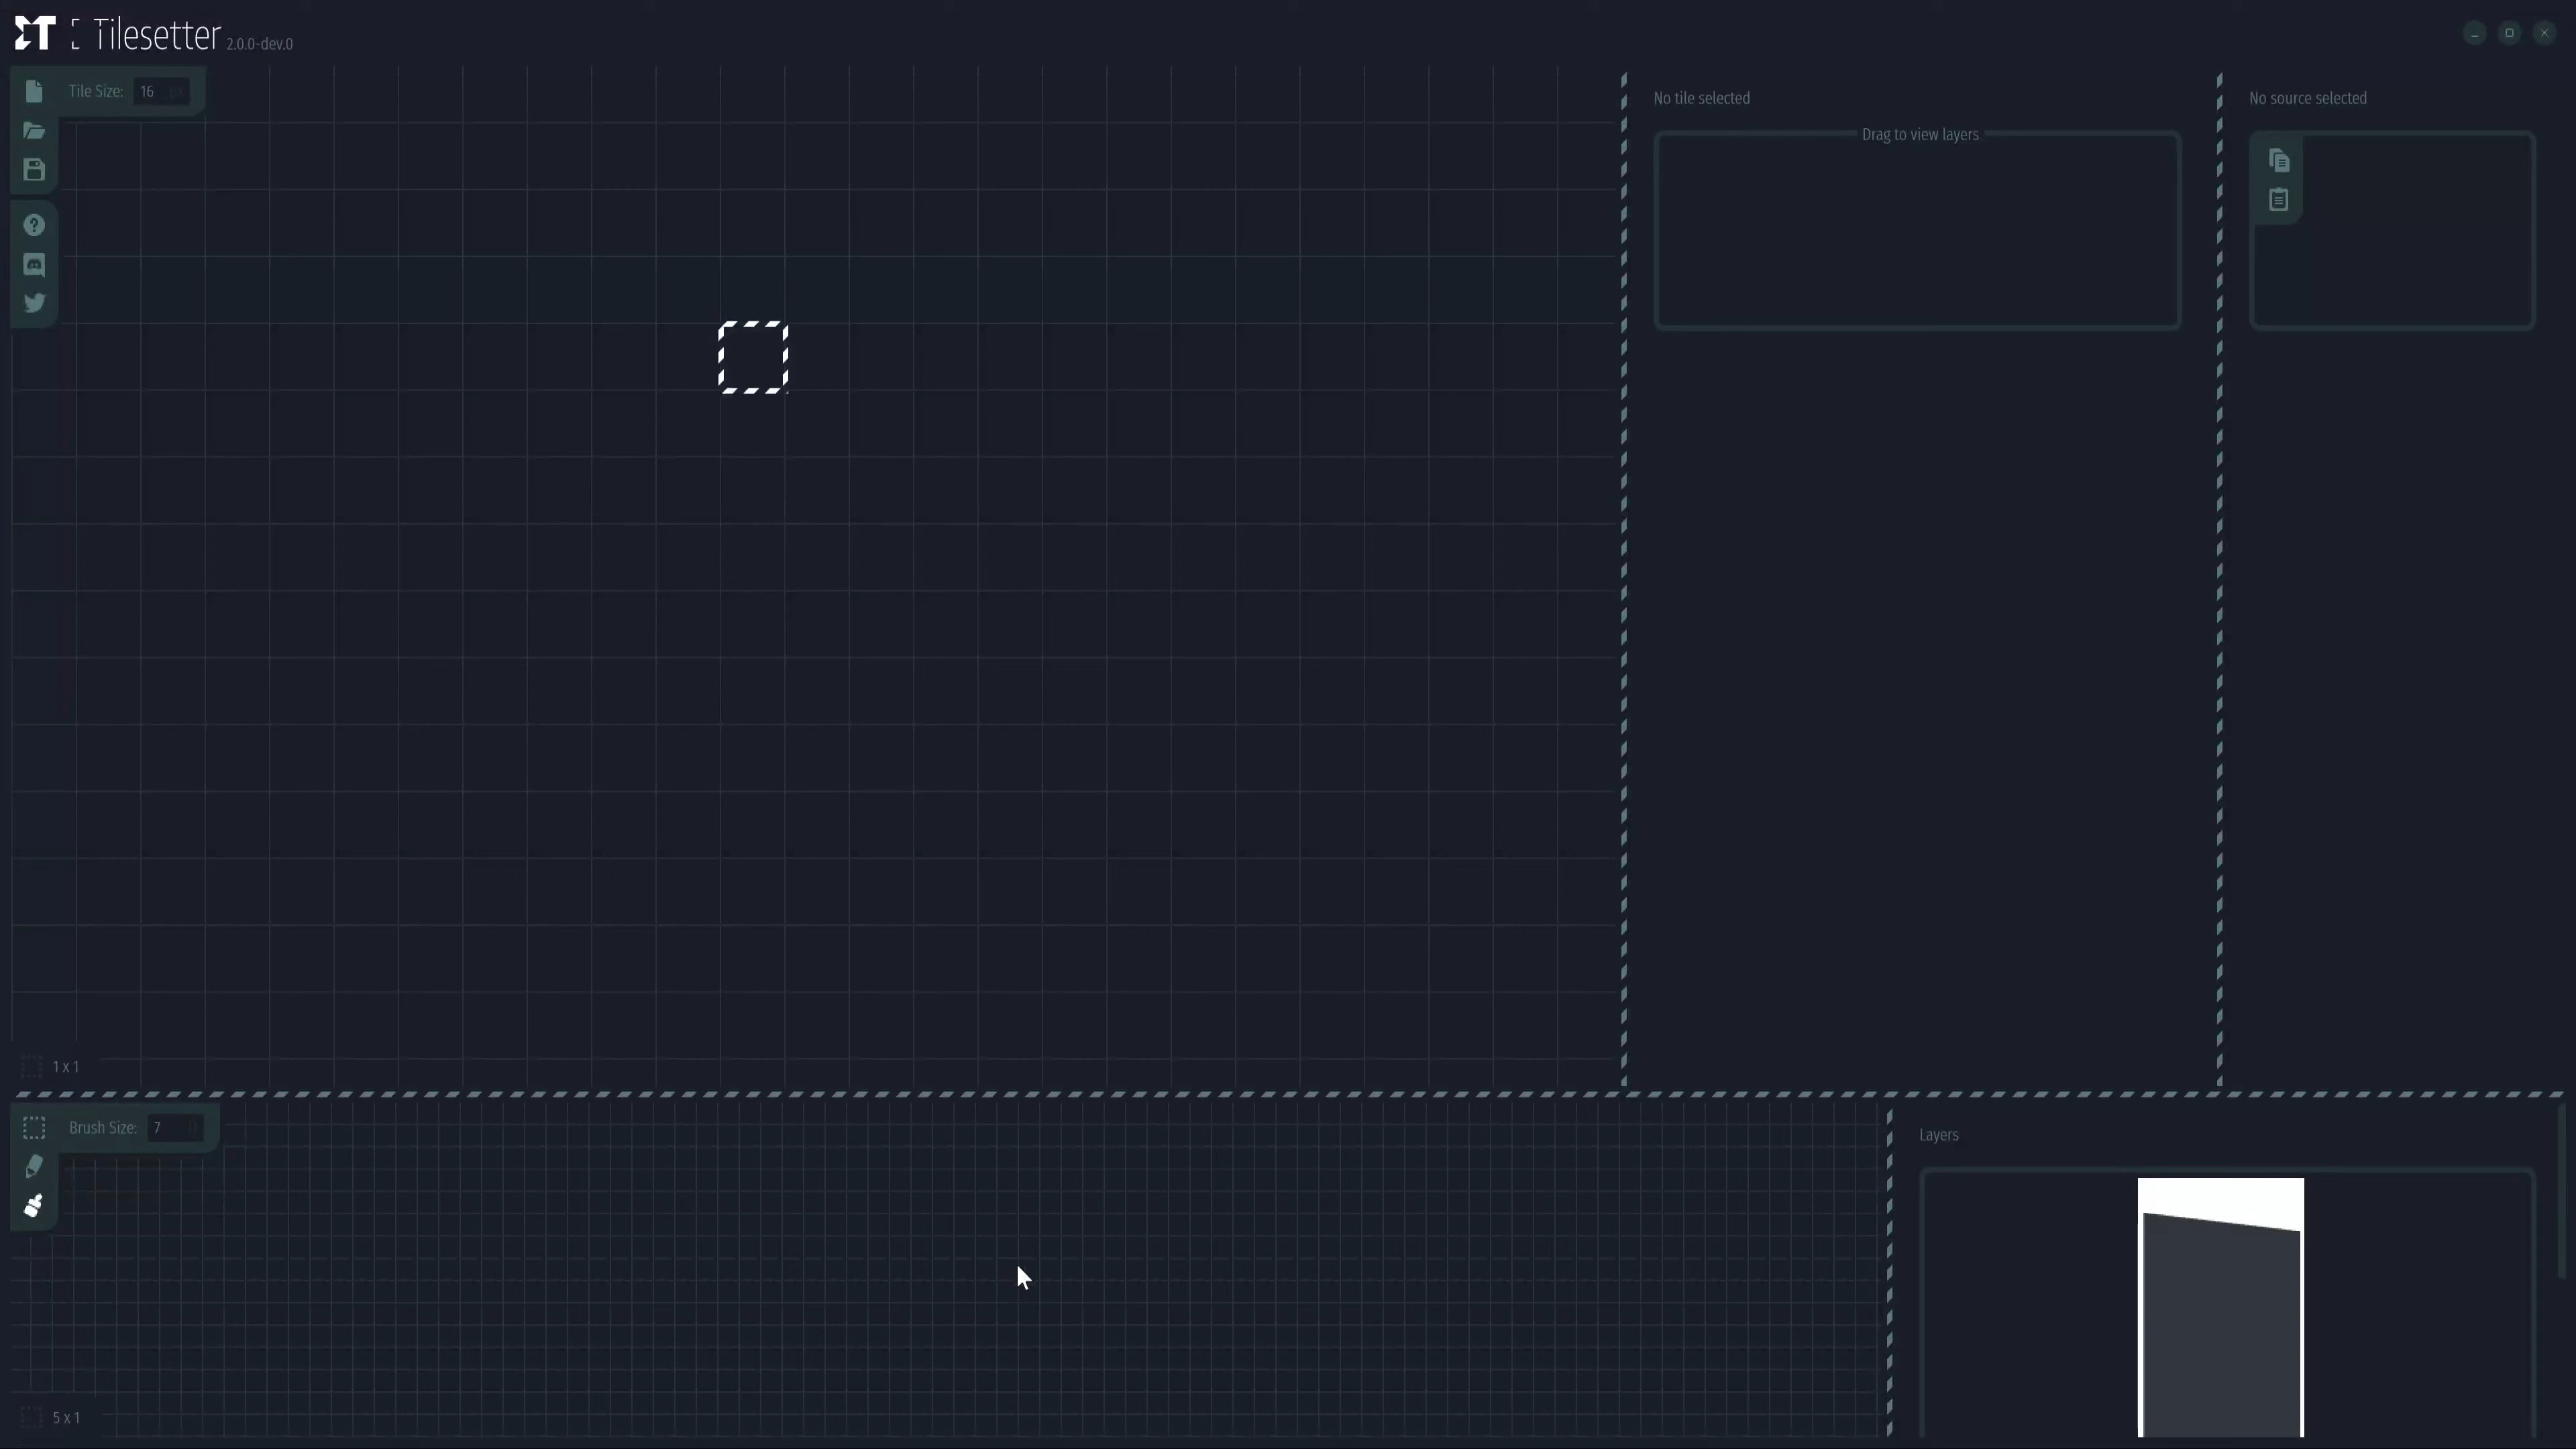 Tilesetter 2.0.0-dev.0
Tile Size: 16
No tile selected
Drag to view layers
No source selected
1 x 1
Brush Size: 7
Layers
5 x 1